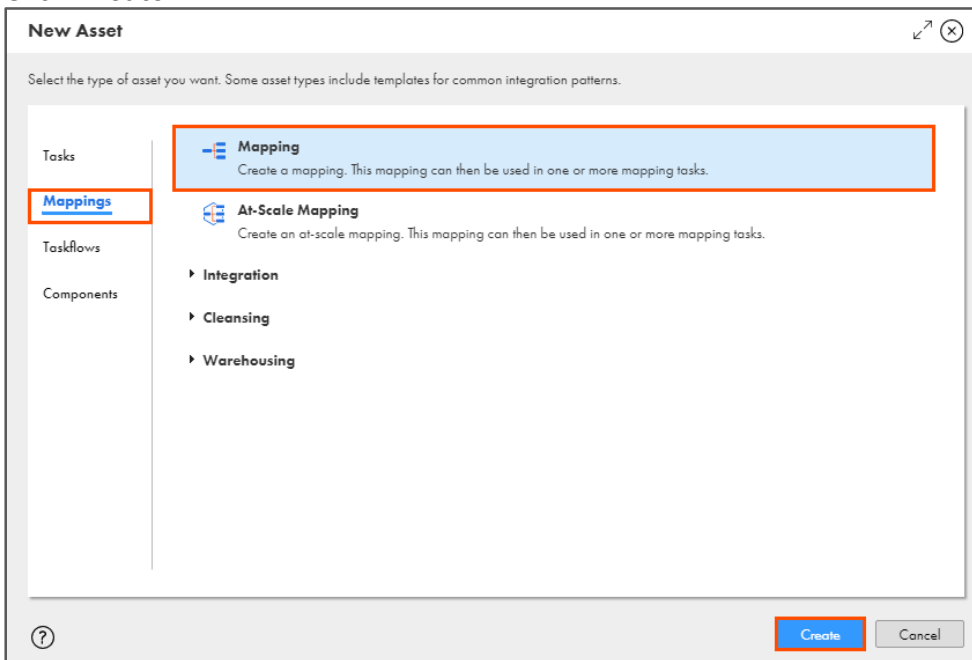 New Asset
Select the type of asset you want. Some asset types include templates for common integration patterns.
Tasks
Mappings
Taskflows
Components
Mapping
Create a mapping. This mapping can then be used in one or more mapping tasks.
At-Scale Mapping
Create an at-scale mapping. This mapping can then be used in one or more mapping tasks.
Integration
Cleansing
Warehousing
?
Create Cancel